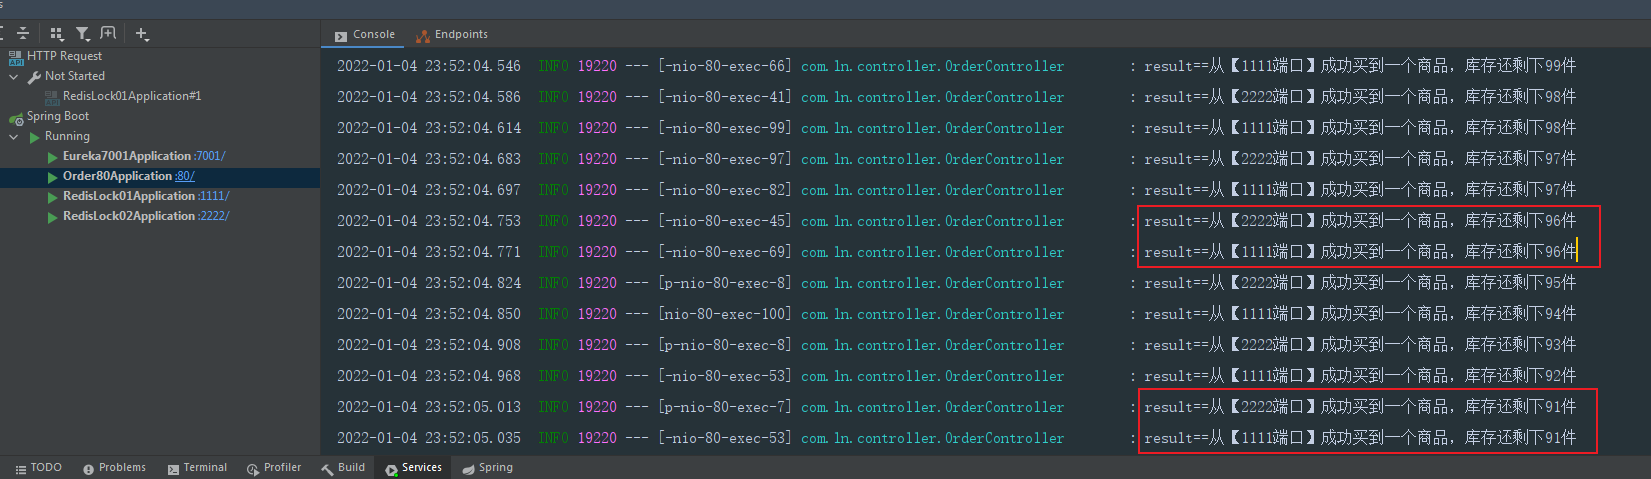 Console Endpoints
HTTP Request
Not Started
RedisLock01Application#1
Spring Boot
Running
Eureka7001Application :7001/
Order80Application :80/
RedisLock01Application :1111/
RedisLock02Application :2222/
2022-01-04 23:52:04.546 INFO 19220 --- [-nio-80-exec-66] com.ln.controller.OrderController : result==从【1111端口】成功买到一个商品，库存还剩下99件
2022-01-04 23:52:04.586 INFO 19220 --- [-nio-80-exec-41] com.ln.controller.OrderController : result==从【2222端口】成功买到一个商品，库存还剩下98件
2022-01-04 23:52:04.614 INFO 19220 --- [-nio-80-exec-99] com.ln.controller.OrderController : result==从【1111端口】成功买到一个商品，库存还剩下98件
2022-01-04 23:52:04.683 INFO 19220 --- [-nio-80-exec-97] com.ln.controller.OrderController : result==从【2222端口】成功买到一个商品，库存还剩下97件
2022-01-04 23:52:04.697 INFO 19220 --- [-nio-80-exec-82] com.ln.controller.OrderController : result==从【1111端口】成功买到一个商品，库存还剩下97件
2022-01-04 23:52:04.753 INFO 19220 --- [-nio-80-exec-45] com.ln.controller.OrderController : result==从【2222端口】成功买到一个商品，库存还剩下96件
2022-01-04 23:52:04.771 INFO 19220 --- [-nio-80-exec-69] com.ln.controller.OrderController : result==从【1111端口】成功买到一个商品，库存还剩下96件
2022-01-04 23:52:04.824 INFO 19220 --- [p-nio-80-exec-8] com.ln.controller.OrderController : result==从【2222端口】成功买到一个商品，库存还剩下95件
2022-01-04 23:52:04.850 INFO 19220 --- [nio-80-exec-100] com.ln.controller.OrderController : result==从【1111端口】成功买到一个商品，库存还剩下94件
2022-01-04 23:52:04.908 INFO 19220 --- [p-nio-80-exec-8] com.ln.controller.OrderController : result==从【2222端口】成功买到一个商品，库存还剩下93件
2022-01-04 23:52:04.968 INFO 19220 --- [-nio-80-exec-53] com.ln.controller.OrderController : result==从【1111端口】成功买到一个商品，库存还剩下92件
2022-01-04 23:52:05.013 INFO 19220 --- [p-nio-80-exec-7] com.ln.controller.OrderController : result==从【2222端口】成功买到一个商品，库存还剩下91件
2022-01-04 23:52:05.035 INFO 19220 --- [-nio-80-exec-53] com.ln.controller.OrderController : result==从【1111端口】成功买到一个商品，库存还剩下91件
TODO Problems Terminal Profiler Build Services Spring